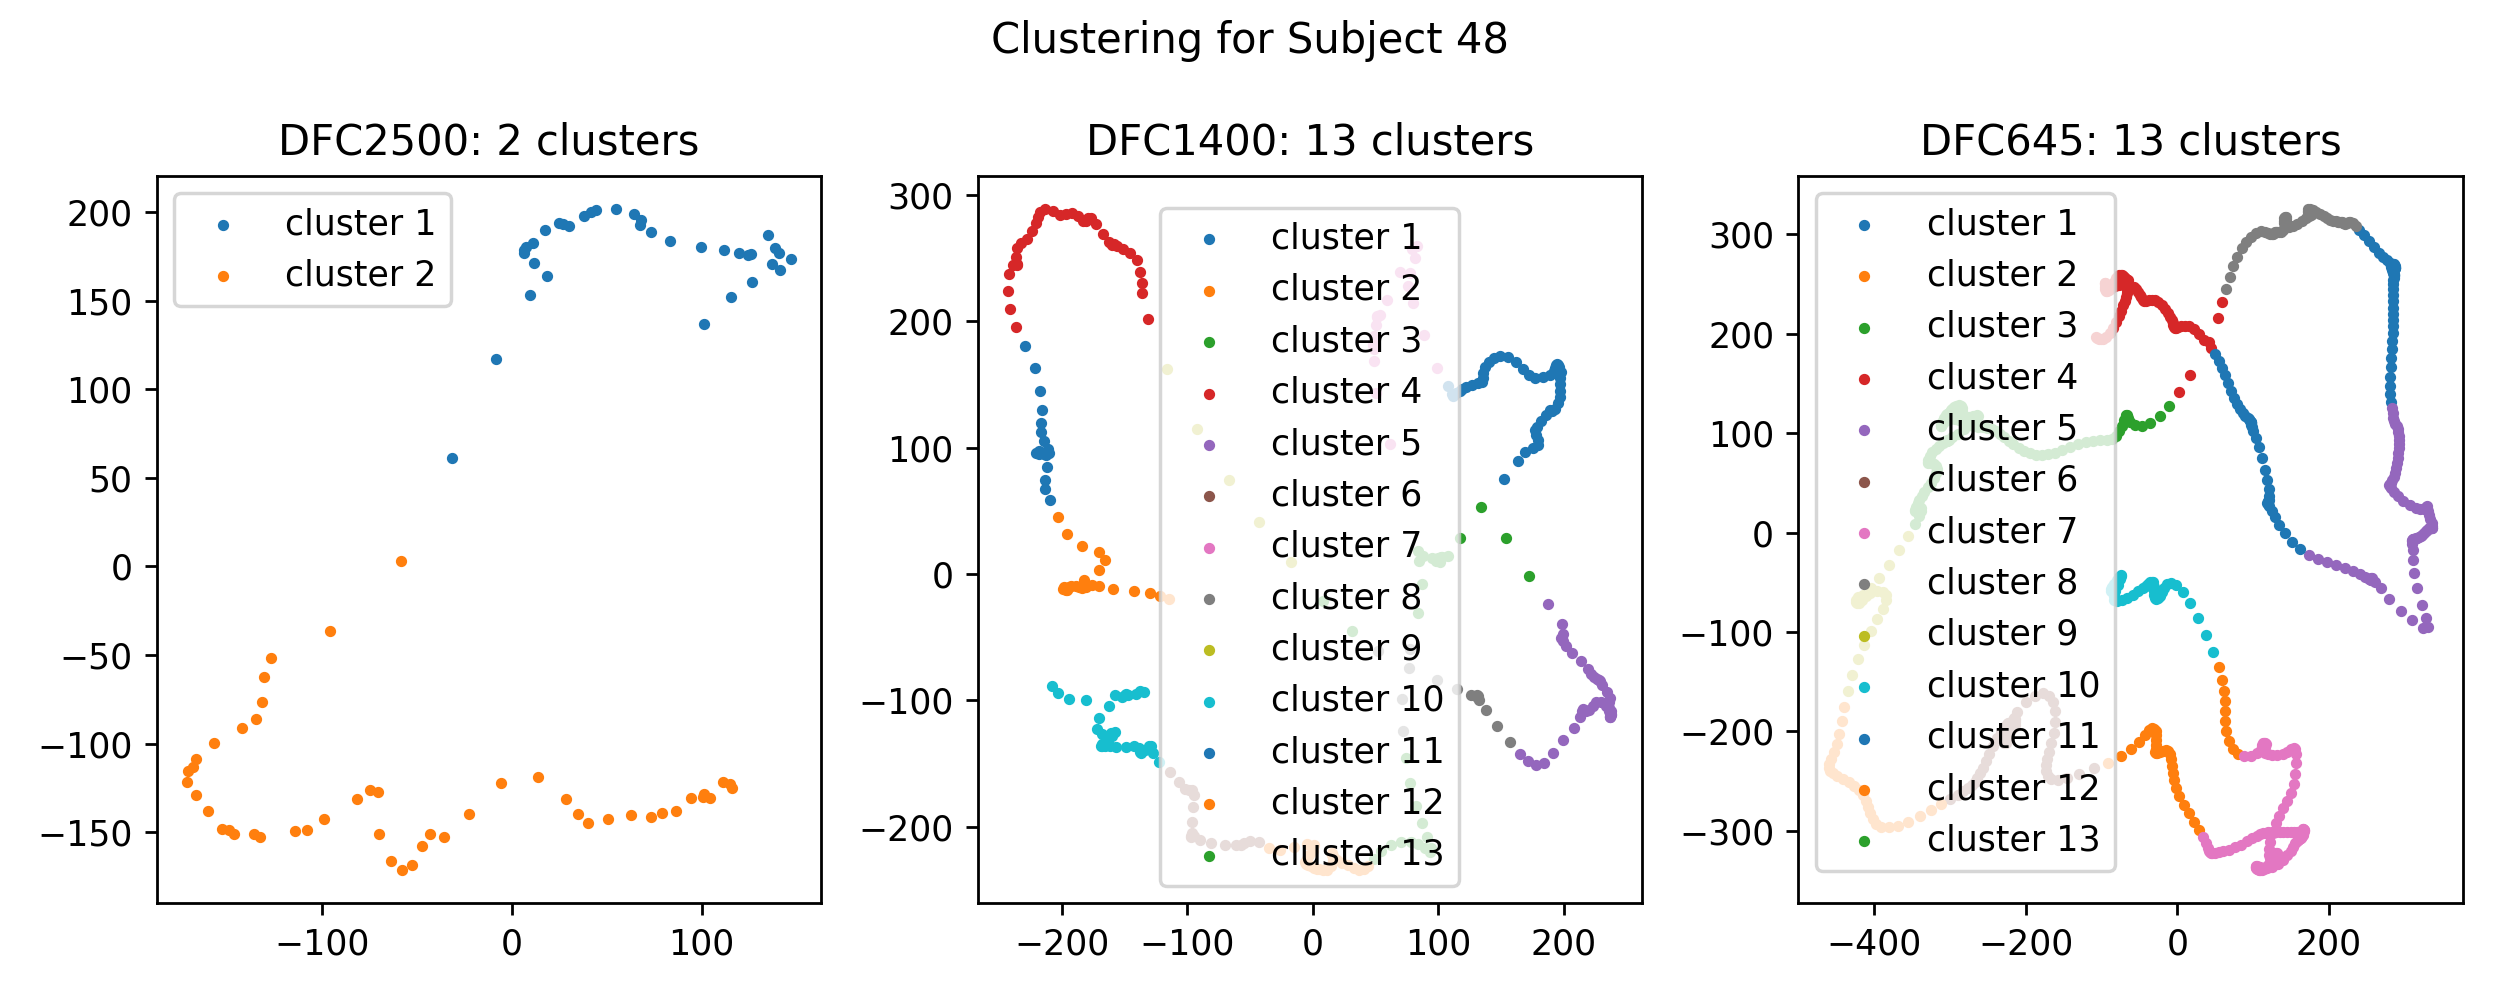 Clustering for Subject 48
DFC2500: 2 clusters
cluster 1
cluster 2
200
150
100
50
0
−50
−100
−150
−100
0
100
DFC1400: 13 clusters
cluster 1
cluster 2
cluster 3
cluster 4
cluster 5
cluster 6
cluster 7
cluster 8
cluster 9
cluster 10
cluster 11
cluster 12
cluster 13
300
200
100
0
−100
−200
−200
−100
0
100
200
DFC645: 13 clusters
cluster 1
cluster 2
cluster 3
cluster 4
cluster 5
cluster 6
cluster 7
cluster 8
cluster 9
cluster 10
cluster 11
cluster 12
cluster 13
300
200
100
0
−100
−200
−300
−400
−200
0
200